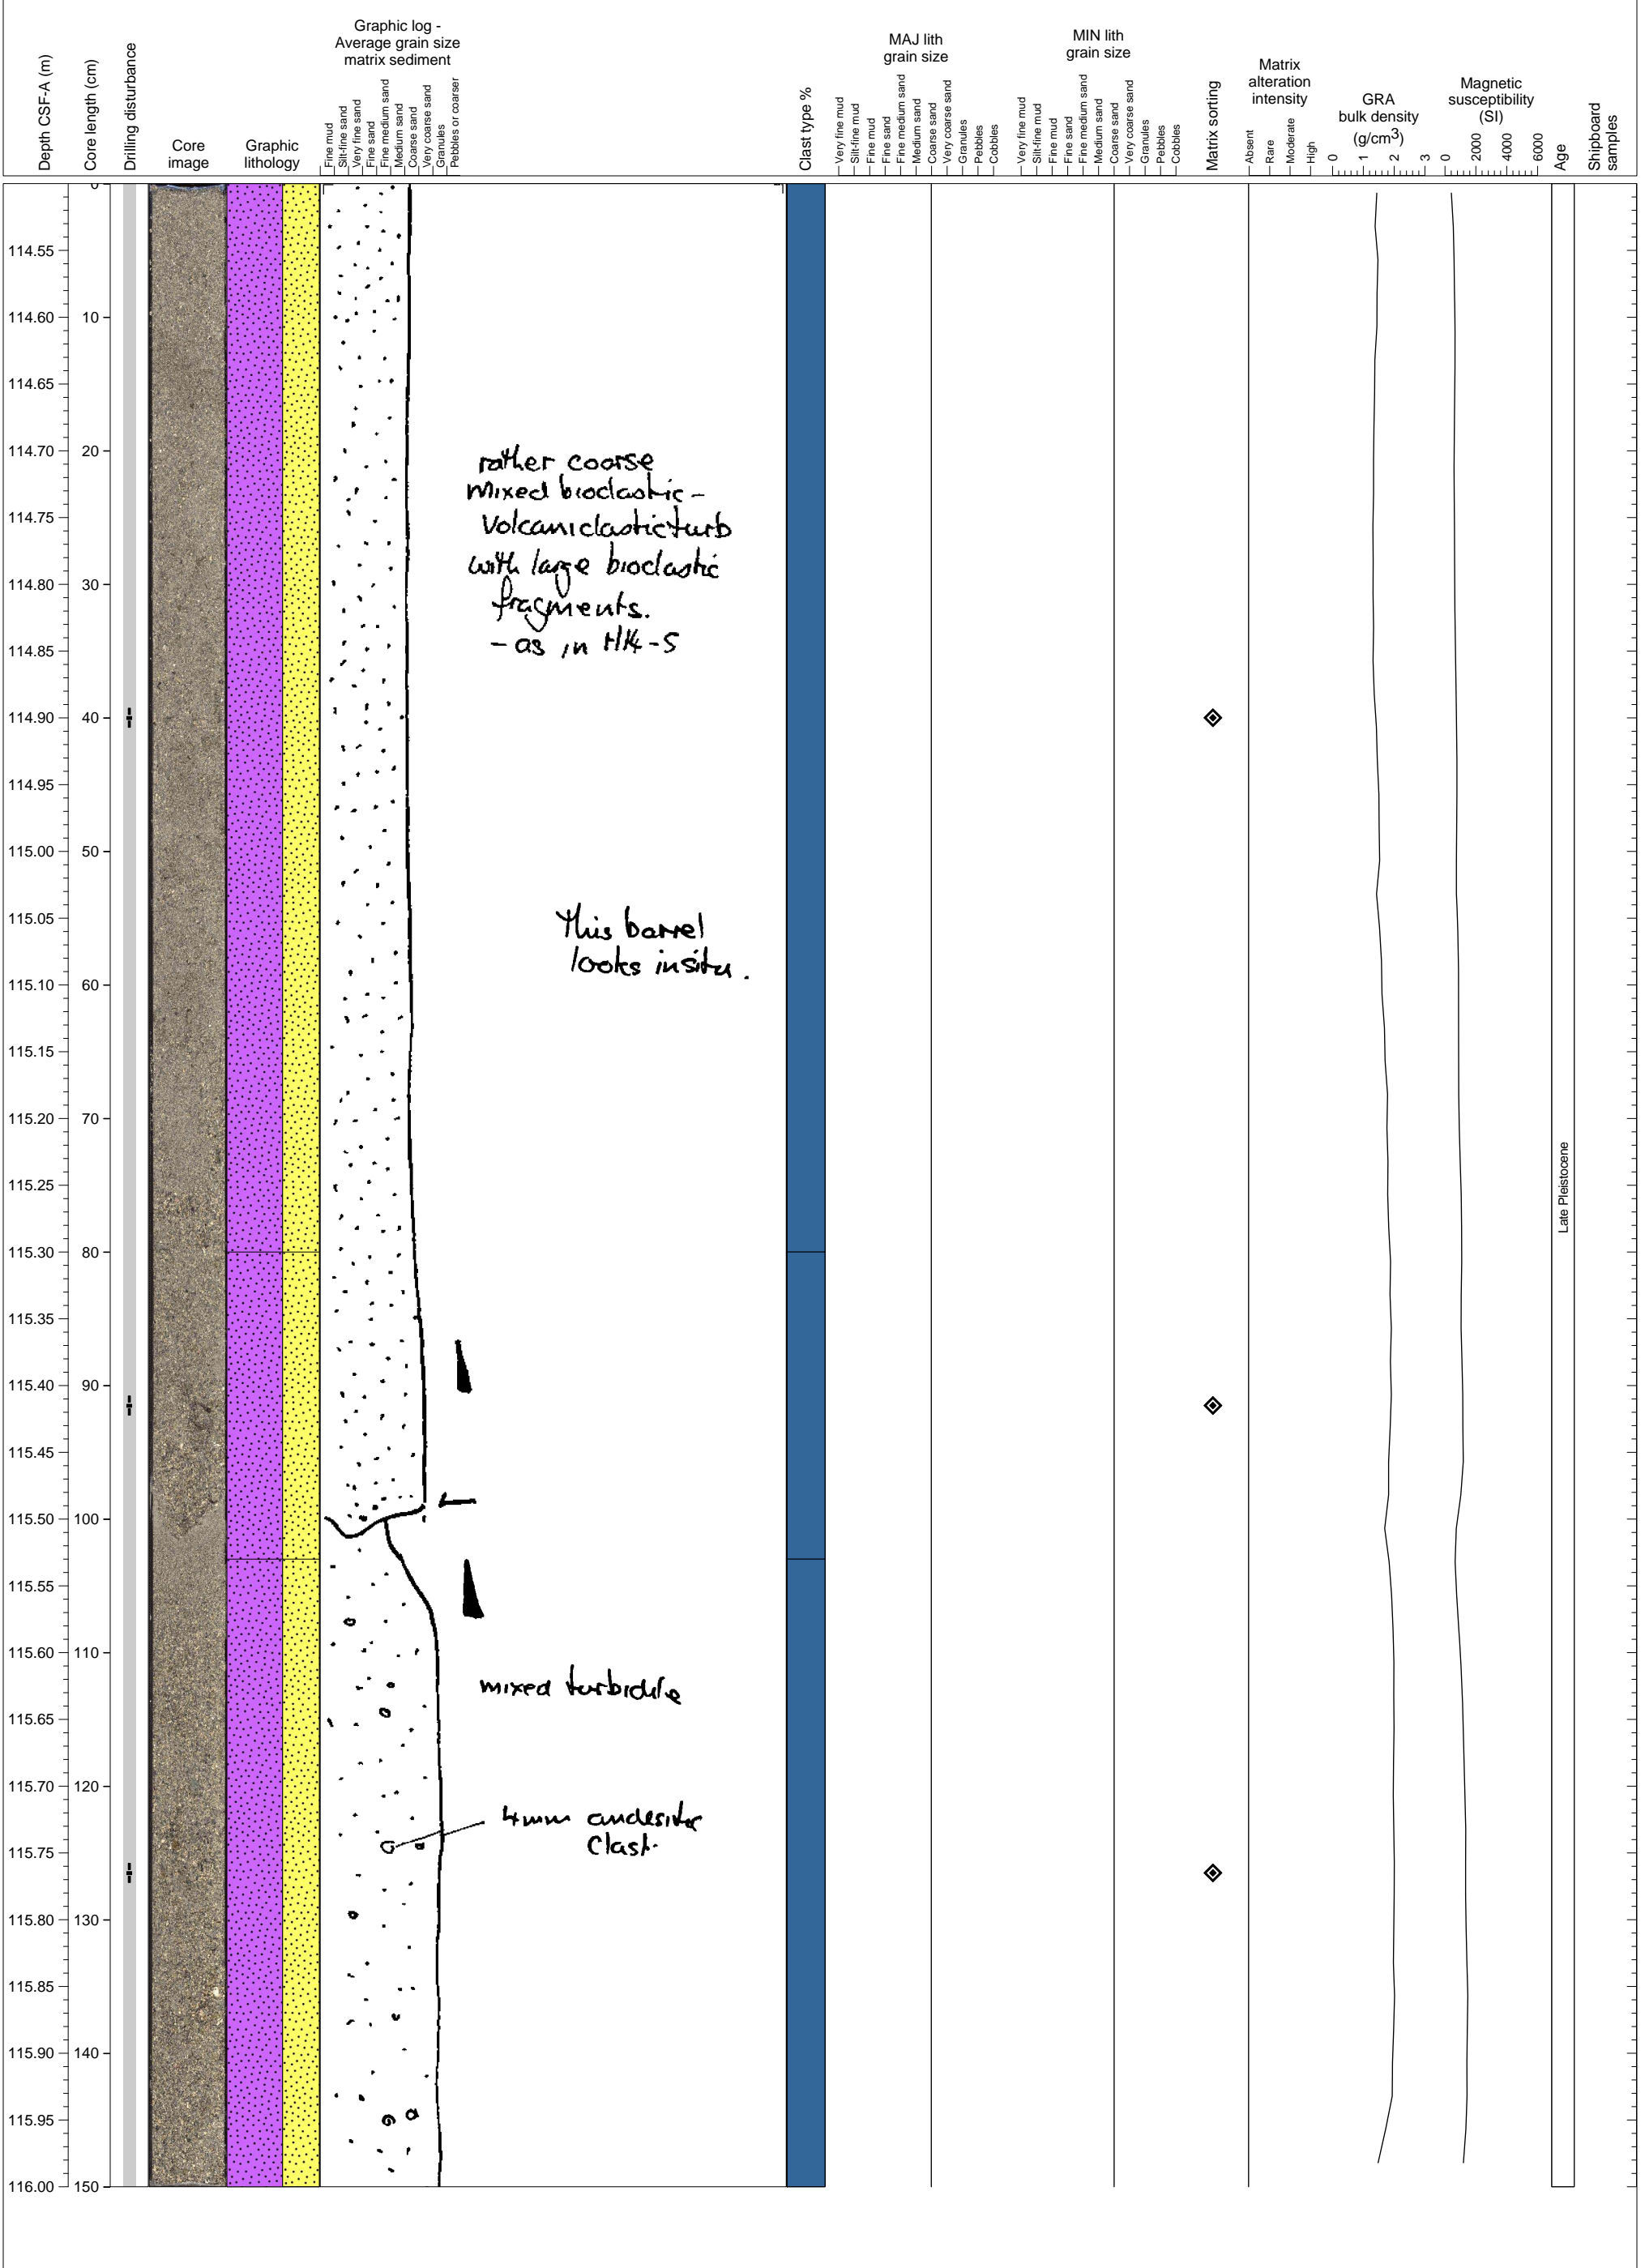 Depth CSF-A (m)
Core length (cm)
Drilling disturbance
Core
image
Graphic
lithology
Graphic log -
Average grain size
matrix sediment
Fine mud
Silt-fine sand
Very fine sand
Fine sand
Fine medium sand
Medium sand
Coarse sand
Very coarse sand
Granules
Pebbles or coarser
Clast type %
MAJ lith
grain size
Very fine mud
Silt-fine mud
Fine mud
Fine sand
Fine medium sand
Medium sand
Coarse sand
Very coarse sand
Granules
Pebbles
Cobbles
MIN lith
grain size
Very fine mud
Silt-fine mud
Fine mud
Fine sand
Fine medium sand
Medium sand
Coarse sand
Very coarse sand
Granules
Pebbles
Cobbles
Matrix sorting
Matrix
alteration
intensity
Absent
Rare
Moderate
High
GRA
bulk density
(g/cm3)
0 1 2 3
Magnetic
susceptibility
(SI)
0 2000 4000 6000
Age
Shipboard
samples
0
114.55
114.60 10
114.65
114.70 20
114.75
114.80 30
114.85
114.90 40
114.95
115.00 50
115.05
115.10 60
115.15
115.20 70
115.25
115.30 80
115.35
115.40 90
115.45
115.50 100
115.55
115.60 110
115.65
115.70 120
115.75
115.80 130
115.85
115.90 140
115.95
116.00 150
rather coarse
mixed bioclastic -
volcaniclastic turb
with large bioclastic
fragments.
- as in
This barrel
looks insitu.
mixed turbidite
4mm andesite
clast.
Late Pleistocene